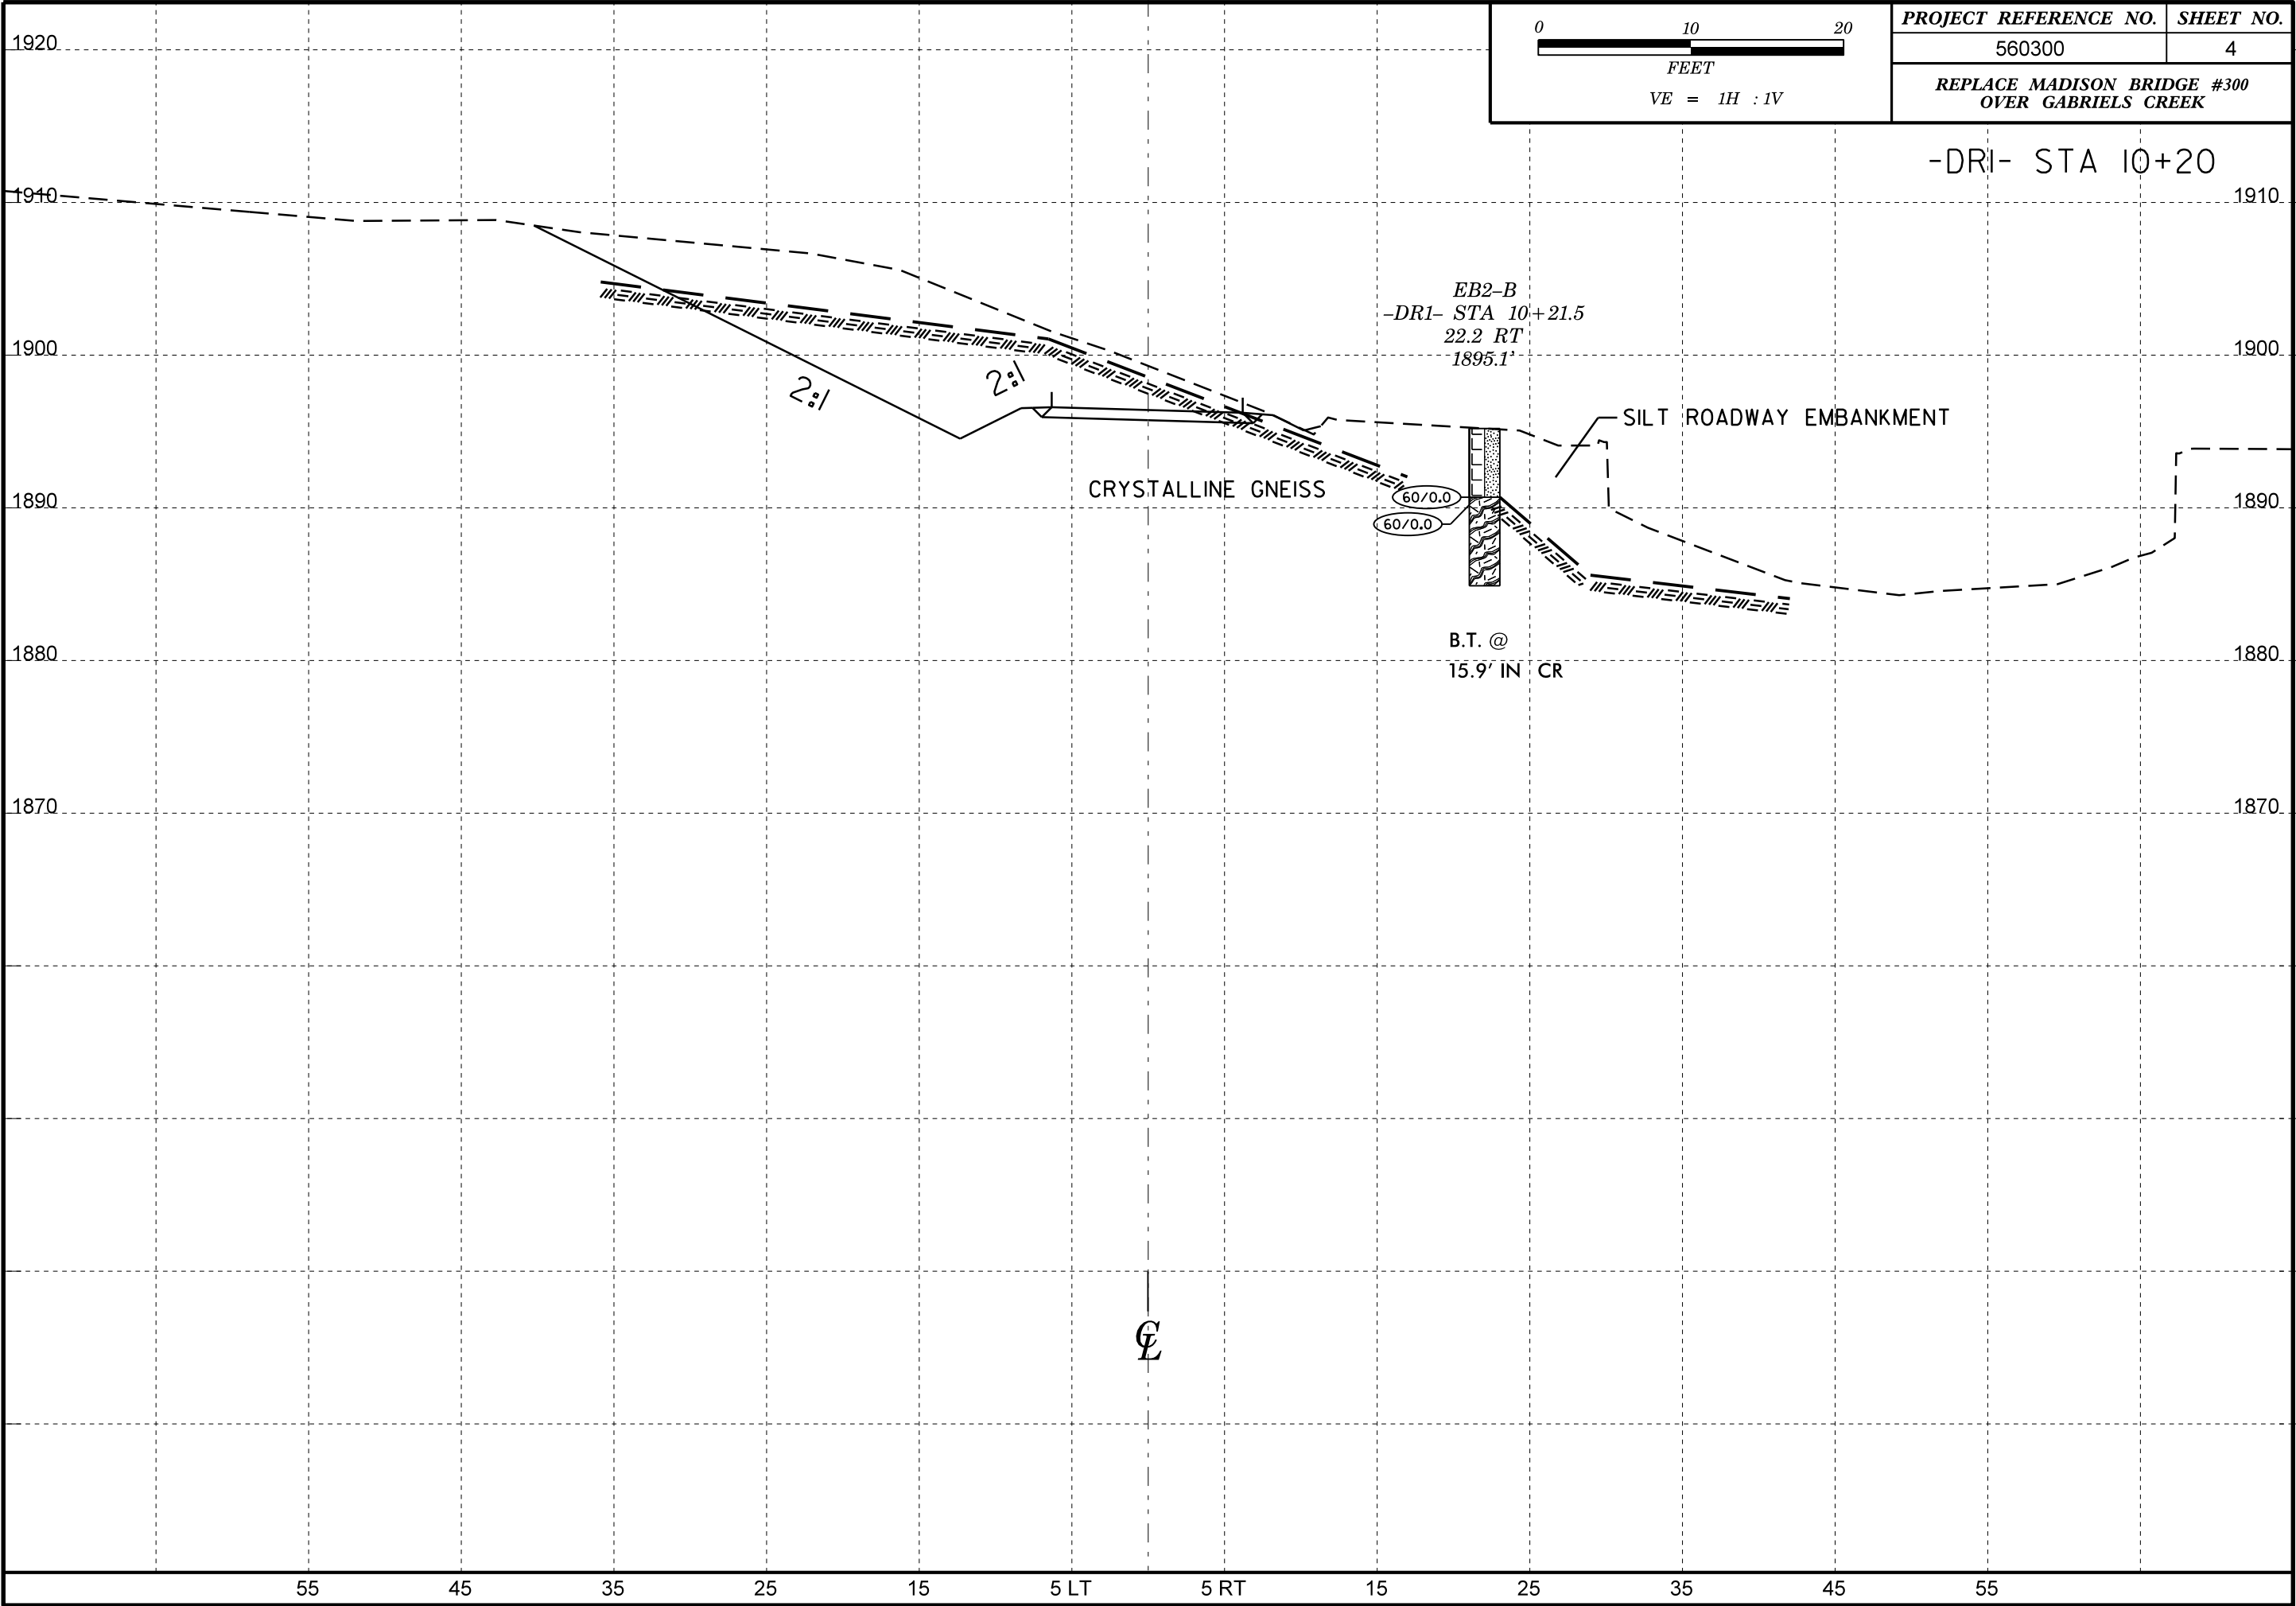 0 10 20
FEET
VE = 1H : 1V
PROJECT REFERENCE NO. SHEET NO.
560300 4
REPLACE MADISON BRIDGE #300
OVER GABRIELS CREEK
-DR1- STA 10+20
1920
1910 1910
EB2-B
-DR1- STA 10+21.5
22.2 RT
1895.1'
1900 1900
2:1 2:1
SILT ROADWAY EMBANKMENT
CRYSTALLINE GNEISS
60/0.0
1890 1890
60/0.0
B.T. @
15.9' IN CR
1880 1880
1870 1870
℄
55 45 35 25 15 5 LT 5 RT 15 25 35 45 55